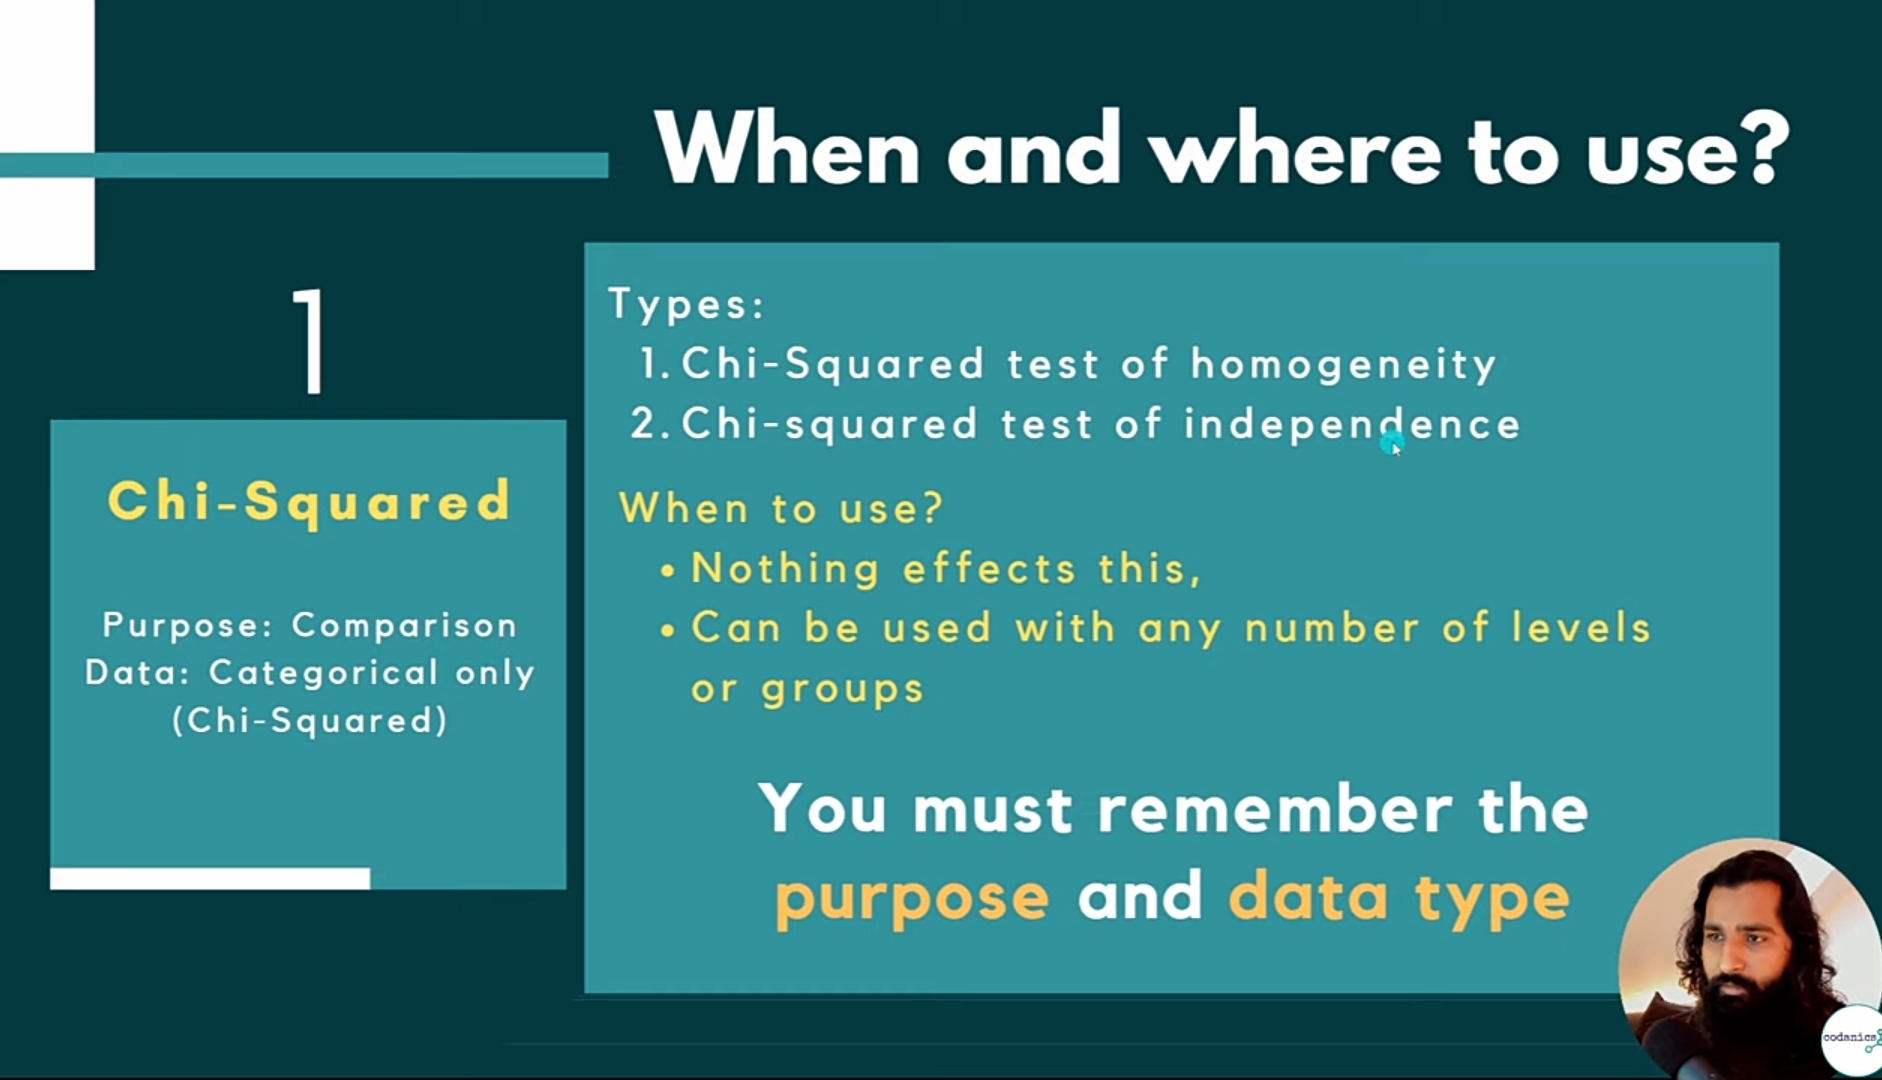 When and where to use?
1
Chi-Squared
Purpose: Comparison
Data: Categorical only
(Chi-Squared)
Types:
1. Chi-Squared test of homogeneity
2. Chi-squared test of independence
When to use?
• Nothing effects this,
• Can be used with any number of levels
or groups
You must remember the
purpose and data type
codanics